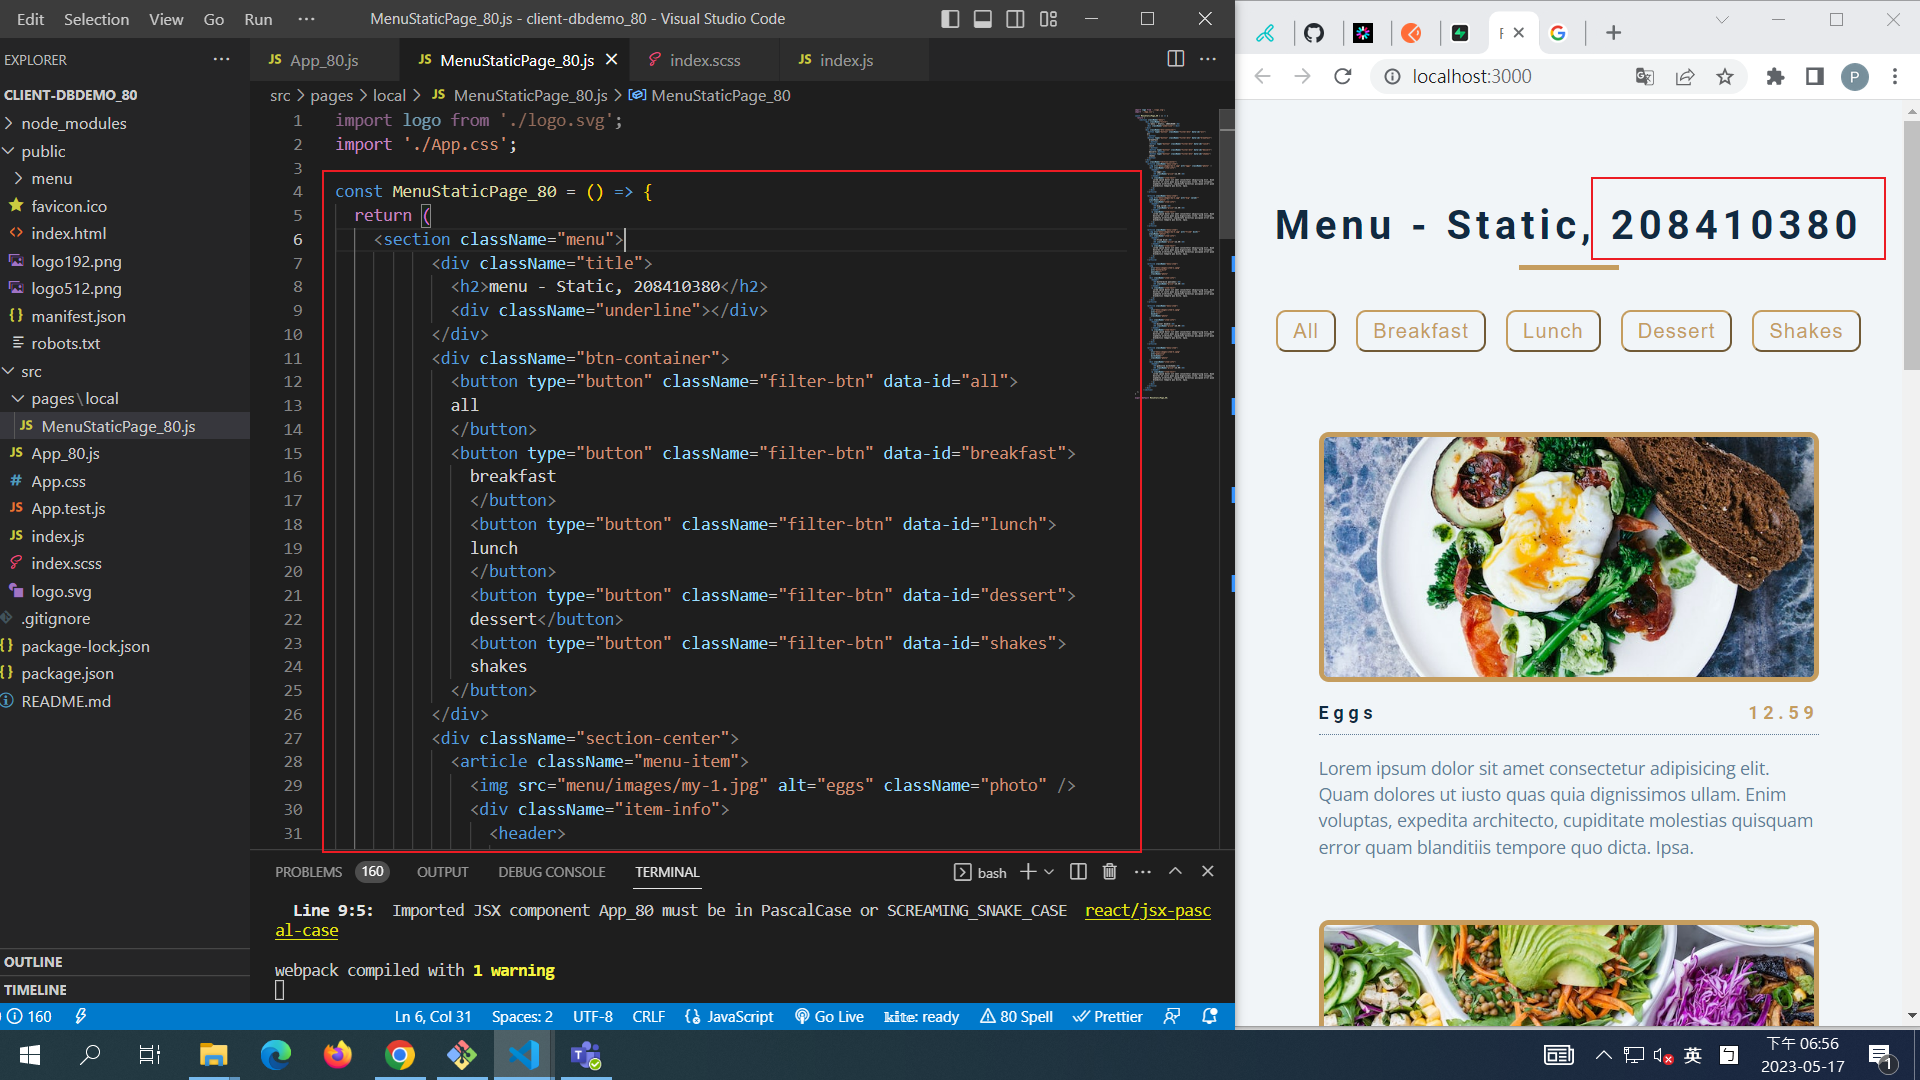 Edit Selection View Go Run ··· MenuStaticPage_80.js - client-dbdemo_80 - Visual Studio Code
EXPLORER ···
CLIENT-DBDEMO_80
node_modules
public
menu
favicon.ico
index.html
logo192.png
logo512.png
manifest.json
robots.txt
src
pages\local
JS MenuStaticPage_80.js
JS App_80.js
# App.css
JS App.test.js
JS index.js
index.scss
logo.svg
.gitignore
package-lock.json
package.json
README.md
OUTLINE
TIMELINE
JS App_80.js JS MenuStaticPage_80.js index.scss JS index.js
src > pages > local > JS MenuStaticPage_80.js > MenuStaticPage_80
1 import logo from './logo.svg';
2 import './App.css';
3
4 const MenuStaticPage_80 = () => {
5 return (
6 <section className="menu">
7 <div className="title">
8 <h2>menu - Static, 208410380</h2>
9 <div className="underline"></div>
10 </div>
11 <div className="btn-container">
12 <button type="button" className="filter-btn" data-id="all">
13 all
14 </button>
15 <button type="button" className="filter-btn" data-id="breakfast">
16 breakfast
17 </button>
18 <button type="button" className="filter-btn" data-id="lunch">
19 lunch
20 </button>
21 <button type="button" className="filter-btn" data-id="dessert">
22 dessert</button>
23 <button type="button" className="filter-btn" data-id="shakes">
24 shakes
25 </button>
26 </div>
27 <div className="section-center">
28 <article className="menu-item">
29 <img src="menu/images/my-1.jpg" alt="eggs" className="photo" />
30 <div className="item-info">
31 <header>
PROBLEMS 160 OUTPUT DEBUG CONSOLE TERMINAL bash
Line 9:5: Imported JSX component App_80 must be in PascalCase or SCREAMING_SNAKE_CASE react/jsx-pasc
al-case
webpack compiled with 1 warning
160 Ln 6, Col 31 Spaces: 2 UTF-8 CRLF JavaScript Go Live kite: ready 80 Spell Prettier
localhost:3000
P
Menu - Static, 208410380
All Breakfast Lunch Dessert Shakes
Eggs 12.59
Lorem ipsum dolor sit amet consectetur adipisicing elit.
Quam dolores ut iusto quas quia dignissimos ullam. Enim
voluptas, expedita architecto, cupiditate molestias quisquam
error quam blanditiis tempore quo dicta. Ipsa.
英
下午 06:56
2023-05-17
1